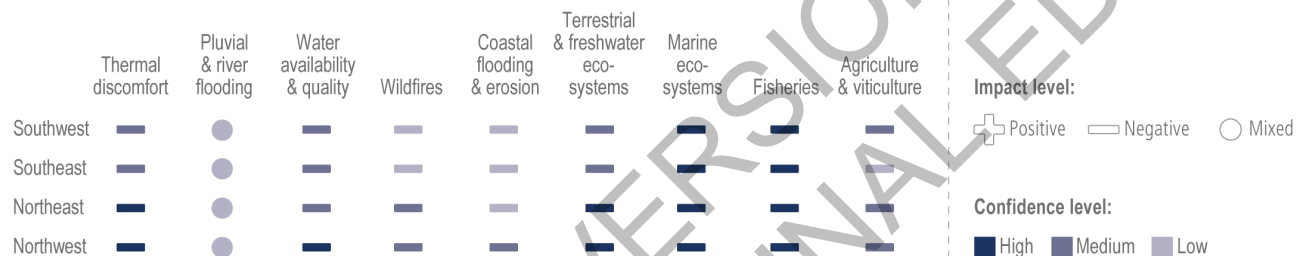 Thermal
discomfort
Pluvial
& river
flooding
Water
availability
& quality
Wildfires
Coastal
flooding
& erosion
Terrestrial
& freshwater
eco-
systems
Marine
eco-
systems
Fisheries
Agriculture
& viticulture
Southwest
Southeast
Northeast
Northwest
Impact level:
Positive
Negative
Mixed
Confidence level:
High
Medium
Low